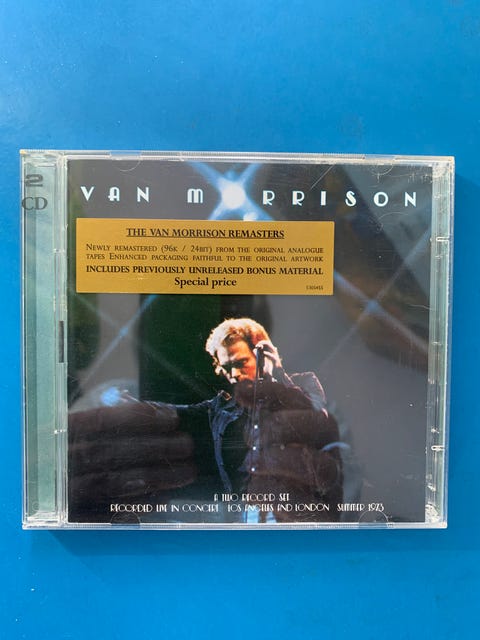 2
CD
VAN MORRISON
THE VAN MORRISON REMASTERS
NEWLY REMASTERED (96K / 24BIT) FROM THE ORIGINAL ANALOGUE
TAPES ENHANCED PACKAGING FAITHFUL TO THE ORIGINAL ARTWORK
INCLUDES PREVIOUSLY UNRELEASED BONUS MATERIAL
Special price
A TWO RECORD SET
RECORDED LIVE IN CONCERT LOS ANGELES AND LONDON SUMMER 1973